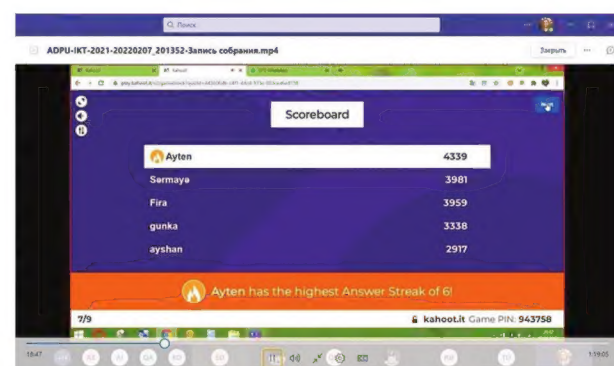 Поиск
ADPU-IKT-2021-20220207_201352-Запись собрания.mp4
Закрыть
Scoreboard
Ayten 4339
Sərmayə 3981
Fira 3959
gunka 3338
ayshan 2917
Ayten has the highest Answer Streak of 6!
7/9
kahoot.it Game PIN: 943758
18:47
1:19:05